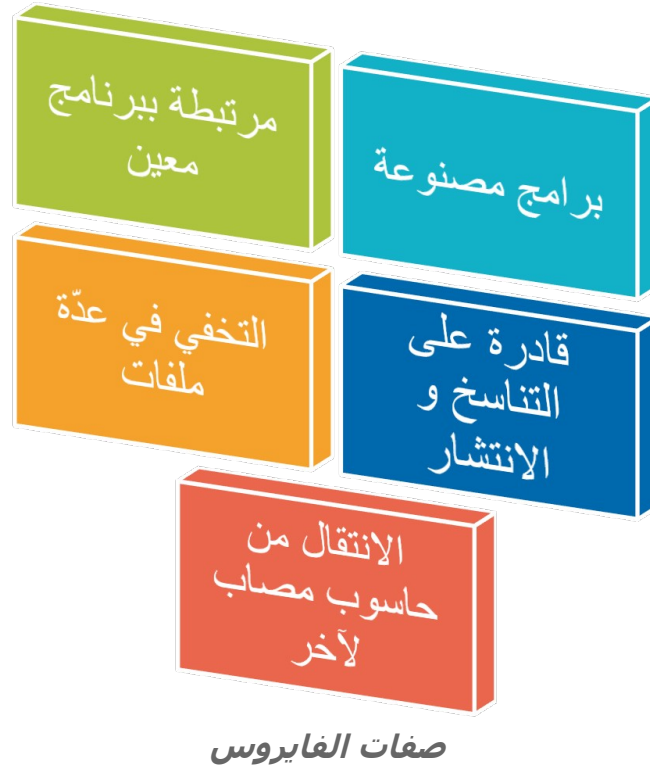 برامج مصنوعة
مرتبطة ببرنامج
معين
قادرة على
التناسخ و
الانتشار
التخفي في عدّة
ملفات
الانتقال من
حاسوب مصاب
لآخر
صفات الفايروس